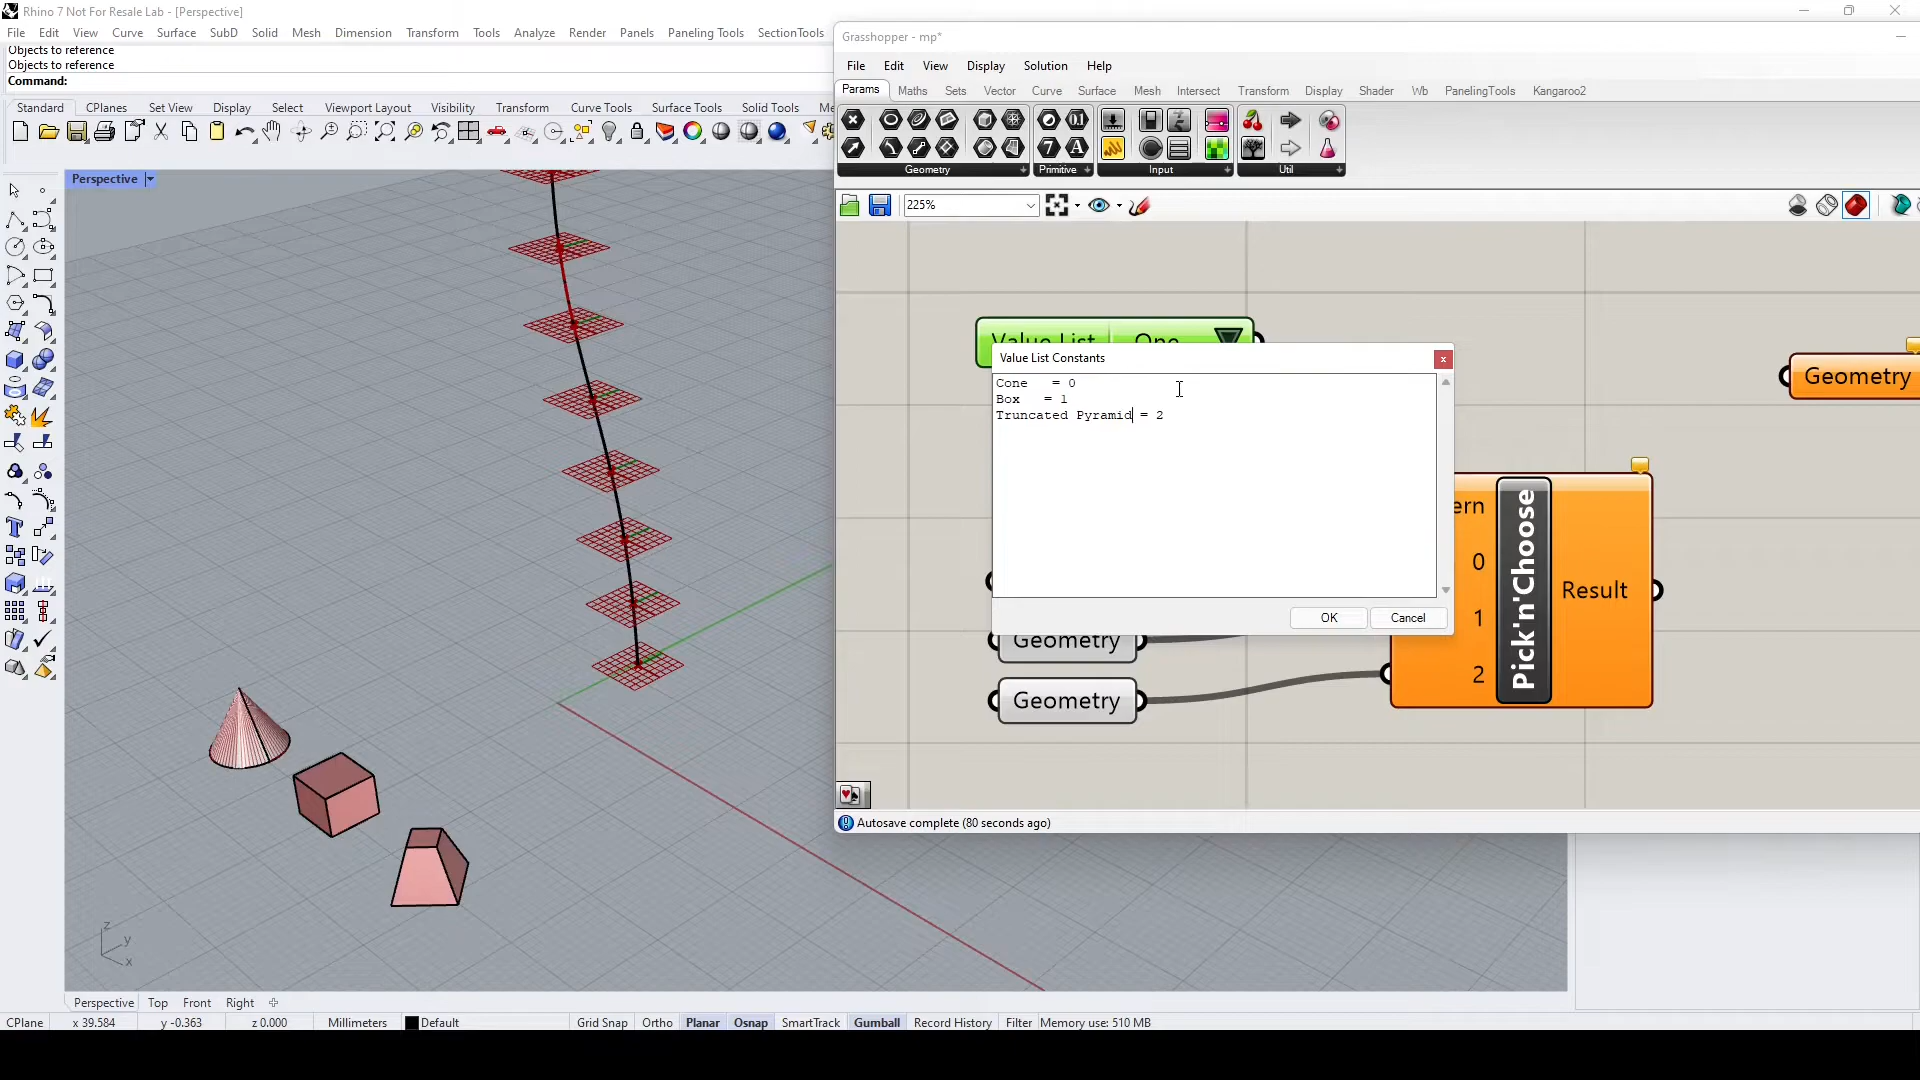 Rhino 7 Not For Resale Lab - [Perspective]
File Edit View Curve Surface SubD Solid Mesh Dimension Transform Tools Analyze Render Panels Paneling Tools SectionTools
Objects to reference
Objects to reference
Command:
Standard CPlanes Set View Display Select Viewport Layout Visibility Transform Curve Tools Surface Tools Solid Tools Me
Perspective
Grasshopper - mp*
File Edit View Display Solution Help
Params Maths Sets Vector Curve Surface Mesh Intersect Transform Display Shader Wb PanelingTools Kangaroo2
Geometry Primitive Input Util
225%
Value List One
Value List Constants
Cone = 0
Box = 1
Truncated Pyramid = 2
OK Cancel
Geometry
ern
0
1
2
Pick'n'Choose
Result
Geometry
Geometry
Autosave complete (80 seconds ago)
z
y
x
Perspective Top Front Right
CPlane x 39.584 y -0.363 z 0.000 Millimeters Default Grid Snap Ortho Planar Osnap SmartTrack Gumball Record History Filter Memory use: 510 MB